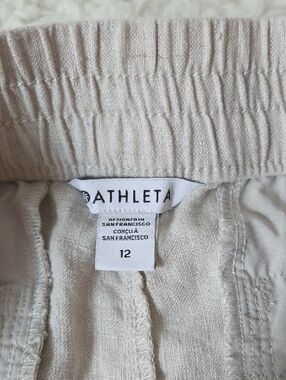 ATHLETA
DESIGNED IN
SAN FRANCISCO
CONÇU À
SAN FRANCISCO
12